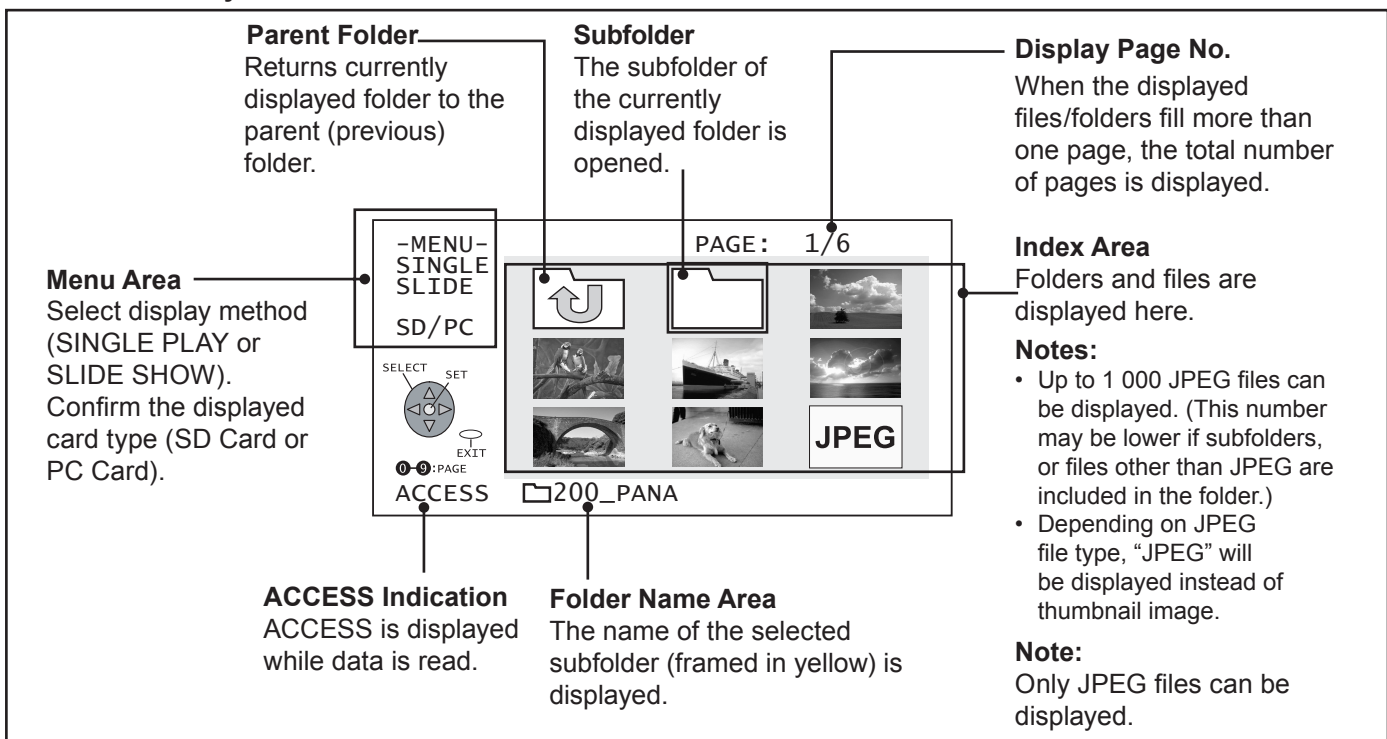 Parent Folder
Returns currently
displayed folder to the
parent (previous)
folder.
Subfolder
The subfolder of
the currently
displayed folder is
opened.
Display Page No.
When the displayed
files/folders fill more than
one page, the total number
of pages is displayed.
Menu Area
Select display method
(SINGLE PLAY or
SLIDE SHOW).
Confirm the displayed
card type (SD Card or
PC Card).
-MENU-
SINGLE
SLIDE
SD/PC
SELECT SET
EXIT
0-9:PAGE
ACCESS
PAGE: 1/6
JPEG
200_PANA
Index Area
Folders and files are
displayed here.
Notes:
• Up to 1 000 JPEG files can
be displayed. (This number
may be lower if subfolders,
or files other than JPEG are
included in the folder.)
• Depending on JPEG
file type, “JPEG” will
be displayed instead of
thumbnail image.
Note:
Only JPEG files can be
displayed.
ACCESS Indication
ACCESS is displayed
while data is read.
Folder Name Area
The name of the selected
subfolder (framed in yellow) is
displayed.